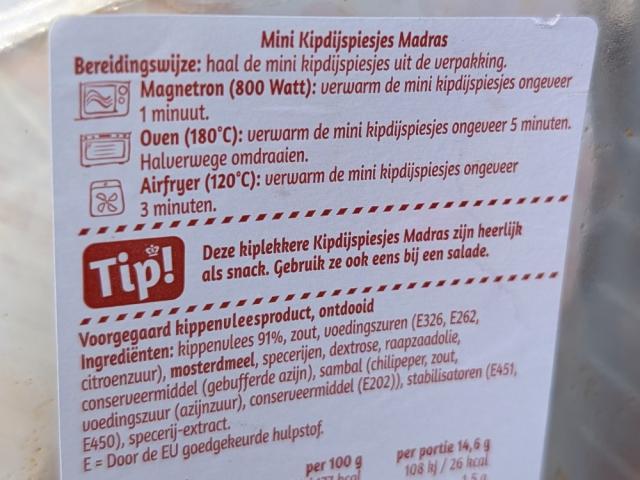 Mini Kipdijspiesjes Madras
Bereidingswijze: haal de mini kipdijspiesjes uit de verpakking.
Magnetron (800 Watt): verwarm de mini kipdijspiesjes ongeveer
1 minuut.
Oven (180°C): verwarm de mini kipdijspiesjes ongeveer 5 minuten.
Halverwege omdraaien.
Airfryer (120°C): verwarm de mini kipdijspiesjes ongeveer
3 minuten.
Tip!
Deze kiplekkere Kipdijspiesjes Madras zijn heerlijk
als snack. Gebruik ze ook eens bij een salade.
Voorgegaard kippenvleesproduct, ontdooid
Ingrediënten: kippenvlees 91%, zout, voedingszuren (E326, E262,
citroenzuur), mosterdmeel, specerijen, dextrose, raapzaadolie,
conserveermiddel (gebufferde azijn), sambal (chilipeper, zout,
voedingszuur (azijnzuur), conserveermiddel (E202)), stabilisatoren (E451,
E450), specerij-extract.
E = Door de EU goedgekeurde hulpstof.
per 100 g per portie 14,6 g
kcal 108 kj / 26 kcal
1,5 g